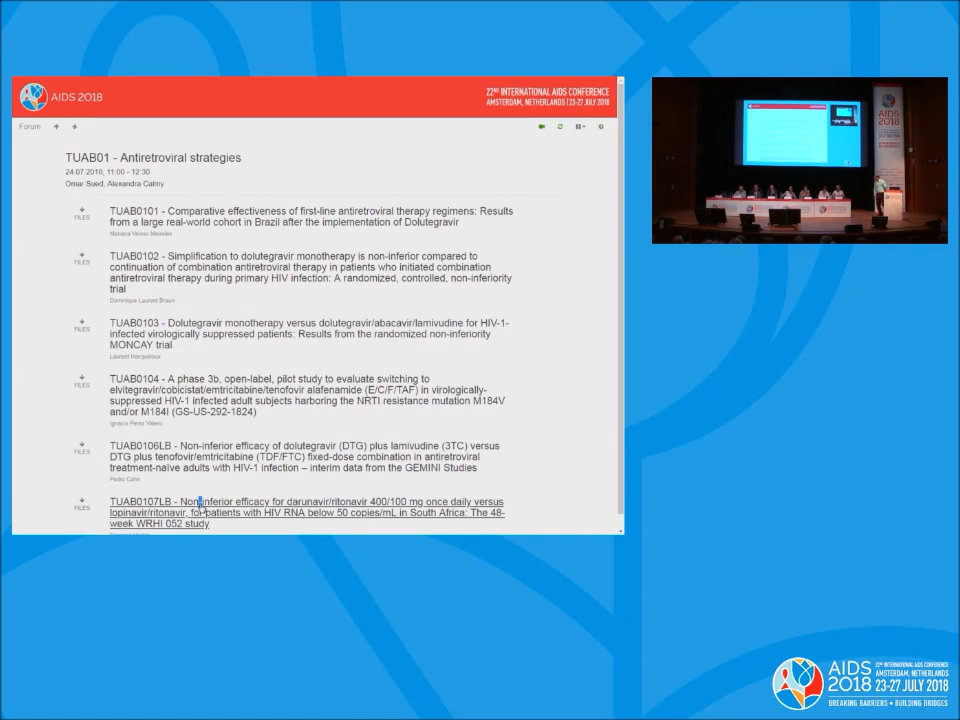 AIDS 2018
22ND INTERNATIONAL AIDS CONFERENCE
AMSTERDAM, NETHERLANDS | 23-27 JULY 2018
Forum
TUAB01 - Antiretroviral strategies
24.07.2018, 11:00 - 12:30
Omar Sued, Alexandra Calmy
FILES
TUAB0101 - Comparative effectiveness of first-line antiretroviral therapy regimens: Results
from a large real-world cohort in Brazil after the implementation of Dolutegravir
Mariana Veloso Meireles
FILES
TUAB0102 - Simplification to dolutegravir monotherapy is non-inferior compared to
continuation of combination antiretroviral therapy in patients who initiated combination
antiretroviral therapy during primary HIV infection: A randomized, controlled, non-inferiority
trial
Dominique Laurent Braun
FILES
TUAB0103 - Dolutegravir monotherapy versus dolutegravir/abacavir/lamivudine for HIV-1-
infected virologically suppressed patients: Results from the randomized non-inferiority
MONCAY trial
Laurent Hocqueloux
FILES
TUAB0104 - A phase 3b, open-label, pilot study to evaluate switching to
elvitegravir/cobicistat/emtricitabine/tenofovir alafenamide (E/C/F/TAF) in virologically-
suppressed HIV-1 infected adult subjects harboring the NRTI resistance mutation M184V
and/or M184I (GS-US-292-1824)
Ignacio Perez Valero
FILES
TUAB0106LB - Non-inferior efficacy of dolutegravir (DTG) plus lamivudine (3TC) versus
DTG plus tenofovir/emtricitabine (TDF/FTC) fixed-dose combination in antiretroviral
treatment-naïve adults with HIV-1 infection – interim data from the GEMINI Studies
Pedro Cahn
FILES
TUAB0107LB - Non-inferior efficacy for darunavir/ritonavir 400/100 mg once daily versus
lopinavir/ritonavir, for patients with HIV RNA below 50 copies/mL in South Africa: The 48-
week WRHI 052 study
AIDS
2018
AIDS
2018
22ND INTERNATIONAL AIDS CONFERENCE
AMSTERDAM, NETHERLANDS
23-27 JULY 2018
BREAKING BARRIERS • BUILDING BRIDGES